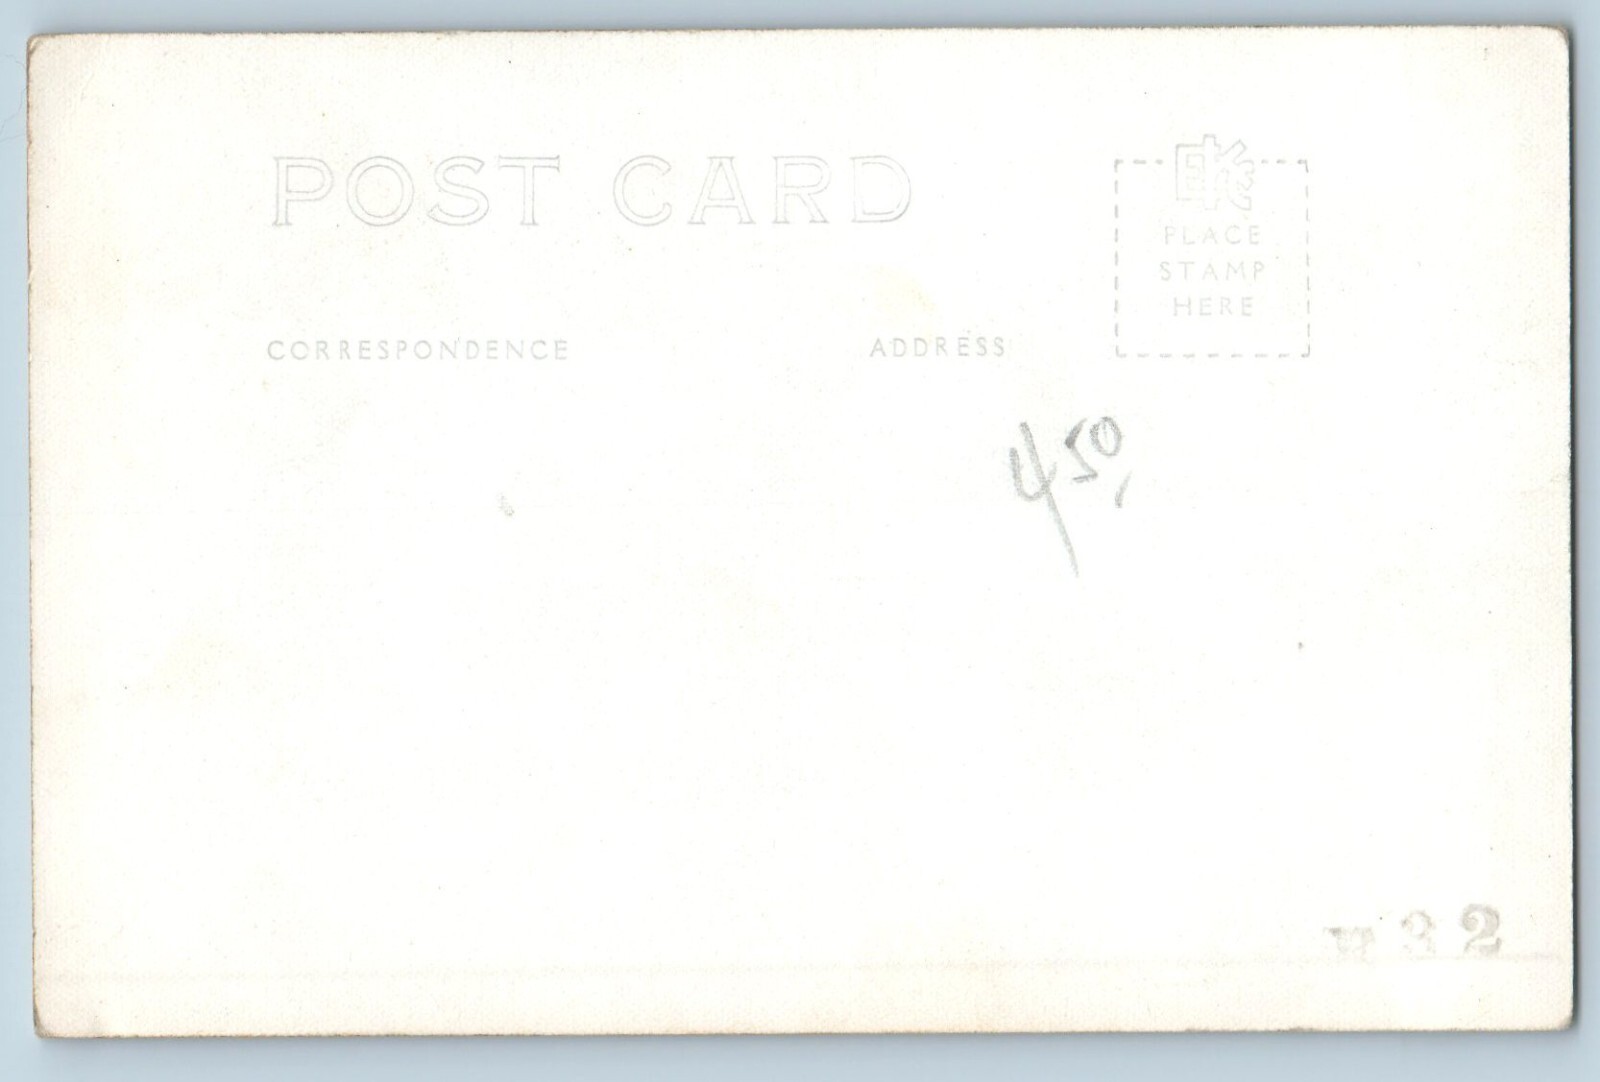 POST CARD
PLACE
STAMP
HERE
CORRESPONDENCE
ADDRESS
450
32